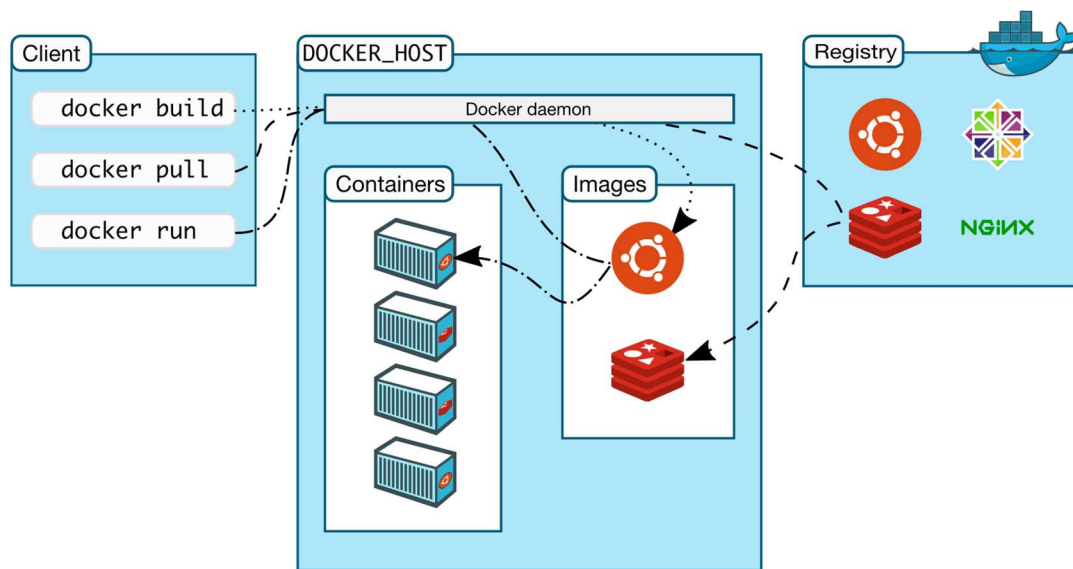 Client
docker build
docker pull
docker run
DOCKER_HOST
Docker daemon
Containers
Images
Registry
NGINX